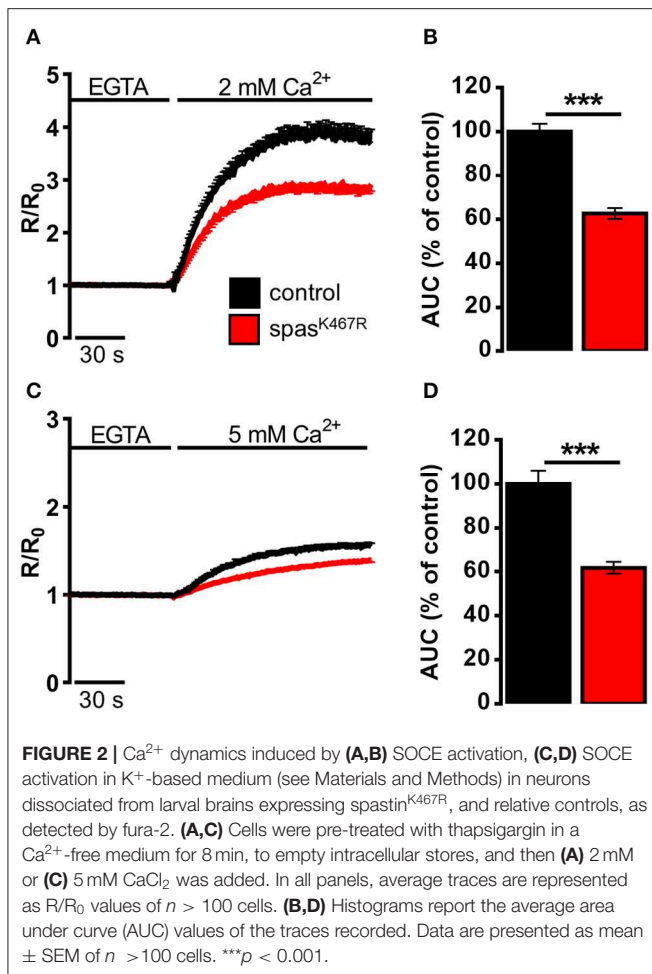 A
B
EGTA
2 mM Ca²⁺
5
4
3
2
1
0
R/R₀
30 s
control
spasᴷ⁴⁶⁷ᴿ
120
100
80
60
40
20
0
AUC (% of control)
***
C
D
EGTA
5 mM Ca²⁺
3
2
1
0
R/R₀
30 s
120
100
80
60
40
20
0
AUC (% of control)
***
FIGURE 2 | Ca²⁺ dynamics induced by (A,B) SOCE activation, (C,D) SOCE
activation in K⁺-based medium (see Materials and Methods) in neurons
dissociated from larval brains expressing spastinᴷ⁴⁶⁷ᴿ, and relative controls, as
detected by fura-2. (A,C) Cells were pre-treated with thapsigargin in a
Ca²⁺-free medium for 8 min, to empty intracellular stores, and then (A) 2 mM
or (C) 5 mM CaCl₂ was added. In all panels, average traces are represented
as R/R₀ values of n > 100 cells. (B,D) Histograms report the average area
under curve (AUC) values of the traces recorded. Data are presented as mean
± SEM of n >100 cells. ***p < 0.001.